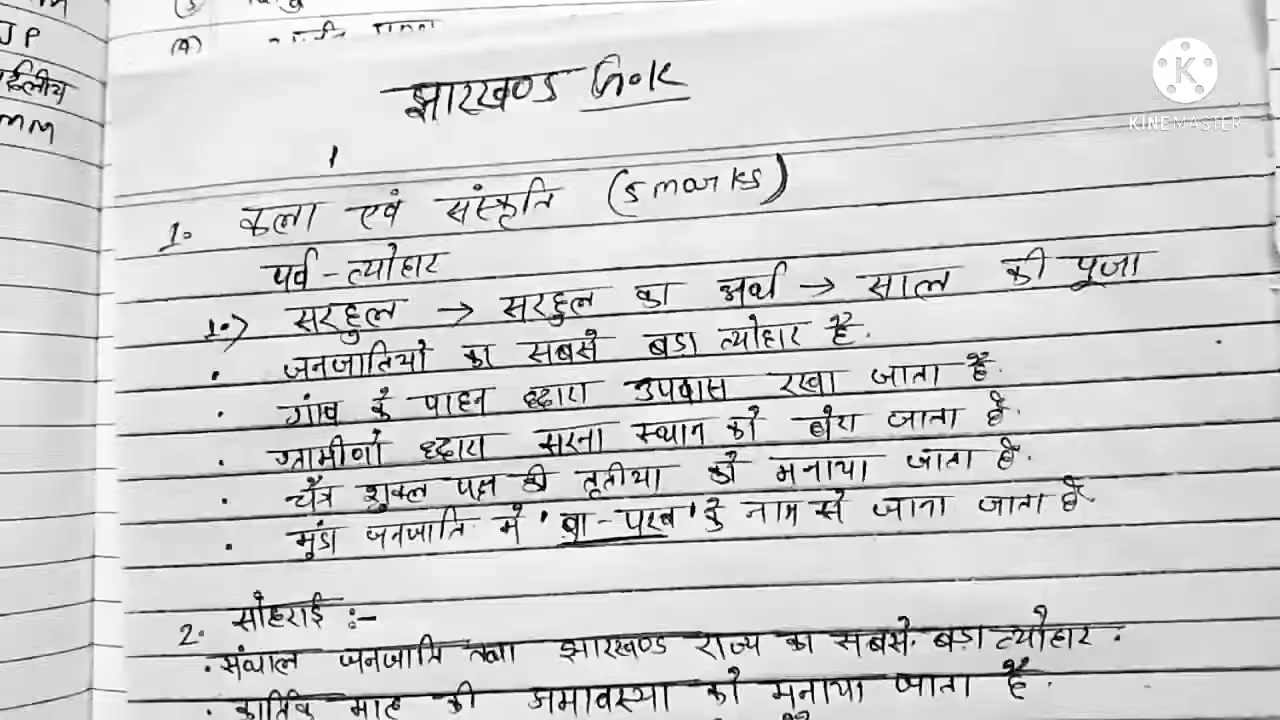 JP
MM
(a)
झारखण्ड G.K
1
1. कला एवं संस्कृति (5 marks)
पर्व - त्योहार
1.) सरहुल → सरहुल का अर्थ → साल की पूजा
• जनजातियों का सबसे बडा त्योहार है.
• गांव के पाहन द्वारा उपवास रखा जाता है.
• ग्रामीणों द्वारा सरना स्थान को घेरा जाता है.
• चैत्र शुक्ल पक्ष की तृतीया को मनाया जाता है.
• मुंडा जनजाति में 'बा - परब' के नाम से जाना जाता है.
2. सोहराई :-
• संथाल जनजाति तथा झारखण्ड राज्य का सबसे बड़ा त्योहार.
• कार्तिक माह की अमावस्या को मनाया जाता है.
K
KINEMASTER